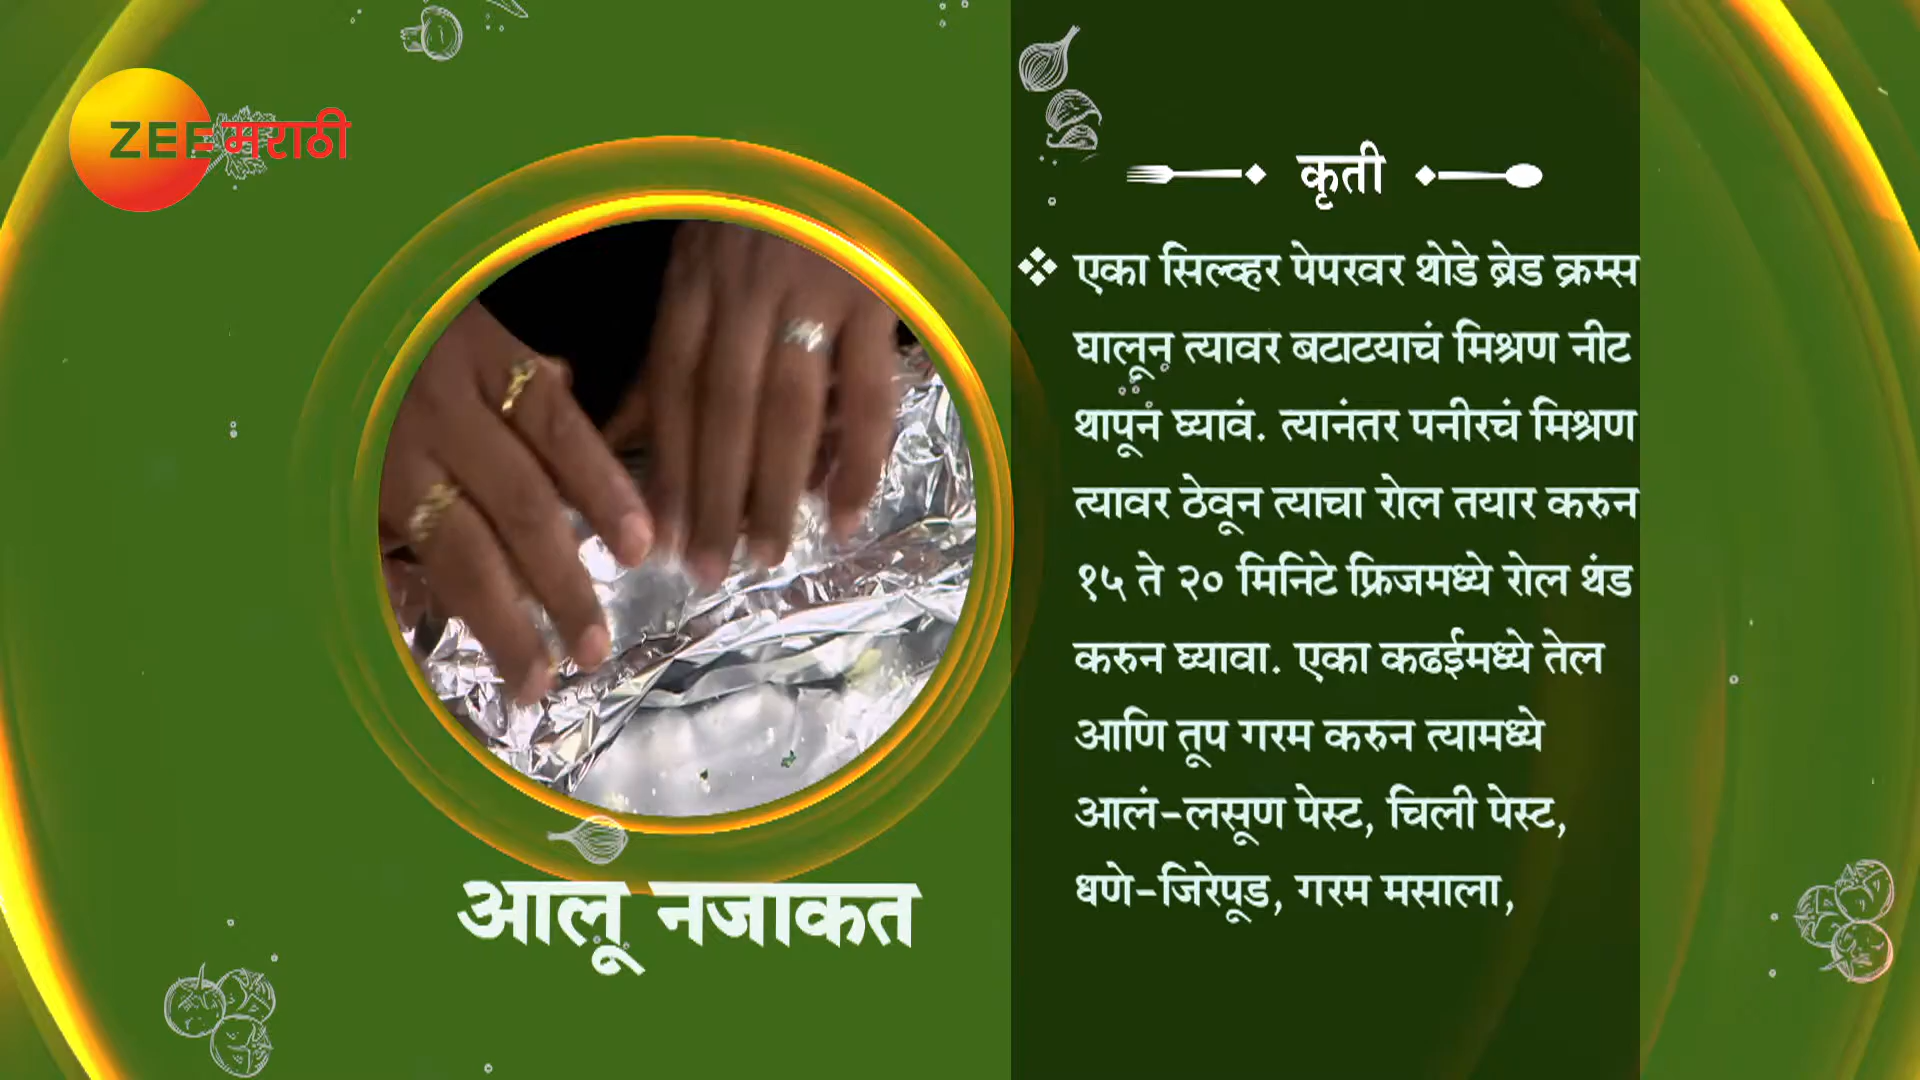 ZEE मराठी
कृती
एका सिल्व्हर पेपरवर थोडे ब्रेड क्रम्स
घालून त्यावर बटाटयाचं मिश्रण नीट
थापून घ्यावं. त्यानंतर पनीरचं मिश्रण
त्यावर ठेवून त्याचा रोल तयार करुन
१५ ते २० मिनिटे फ्रिजमध्ये रोल थंड
करुन घ्यावा. एका कढईमध्ये तेल
आणि तूप गरम करुन त्यामध्ये
आलं-लसूण पेस्ट, चिली पेस्ट,
धणे-जिरेपूड, गरम मसाला,
आलू नजाकत